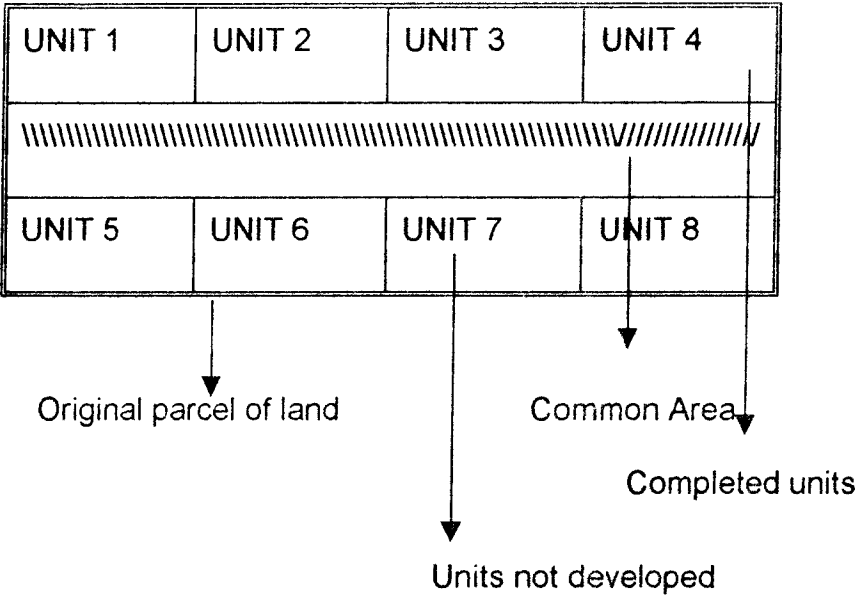 UNIT 1 UNIT 2 UNIT 3 UNIT 4
UNIT 5 UNIT 6 UNIT 7 UNIT 8
Original parcel of land Common Area
Completed units
Units not developed